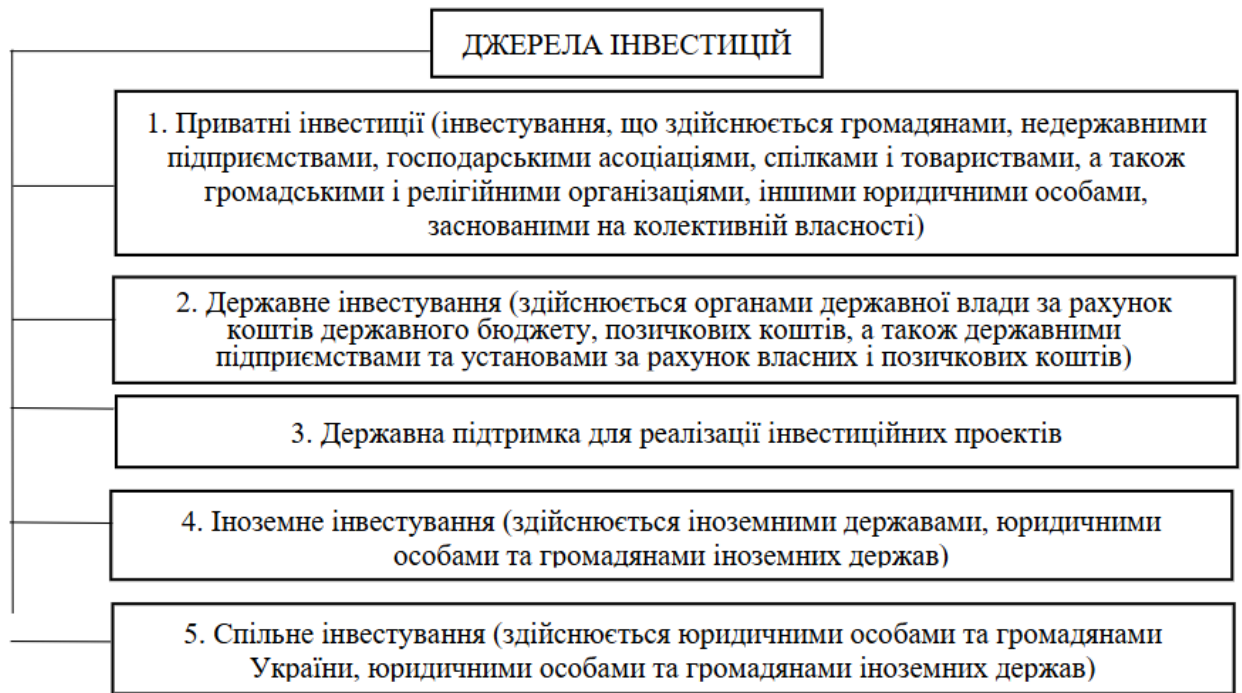 ДЖЕРЕЛА ІНВЕСТИЦІЙ
1. Приватні інвестиції (інвестування, що здійснюється громадянами, недержавними
підприємствами, господарськими асоціаціями, спілками і товариствами, а також
громадськими і релігійними організаціями, іншими юридичними особами,
заснованими на колективній власності)
2. Державне інвестування (здійснюється органами державної влади за рахунок
коштів державного бюджету, позичкових коштів, а також державними
підприємствами та установами за рахунок власних і позичкових коштів)
3. Державна підтримка для реалізації інвестиційних проектів
4. Іноземне інвестування (здійснюється іноземними державами, юридичними
особами та громадянами іноземних держав)
5. Спільне інвестування (здійснюється юридичними особами та громадянами
України, юридичними особами та громадянами іноземних держав)